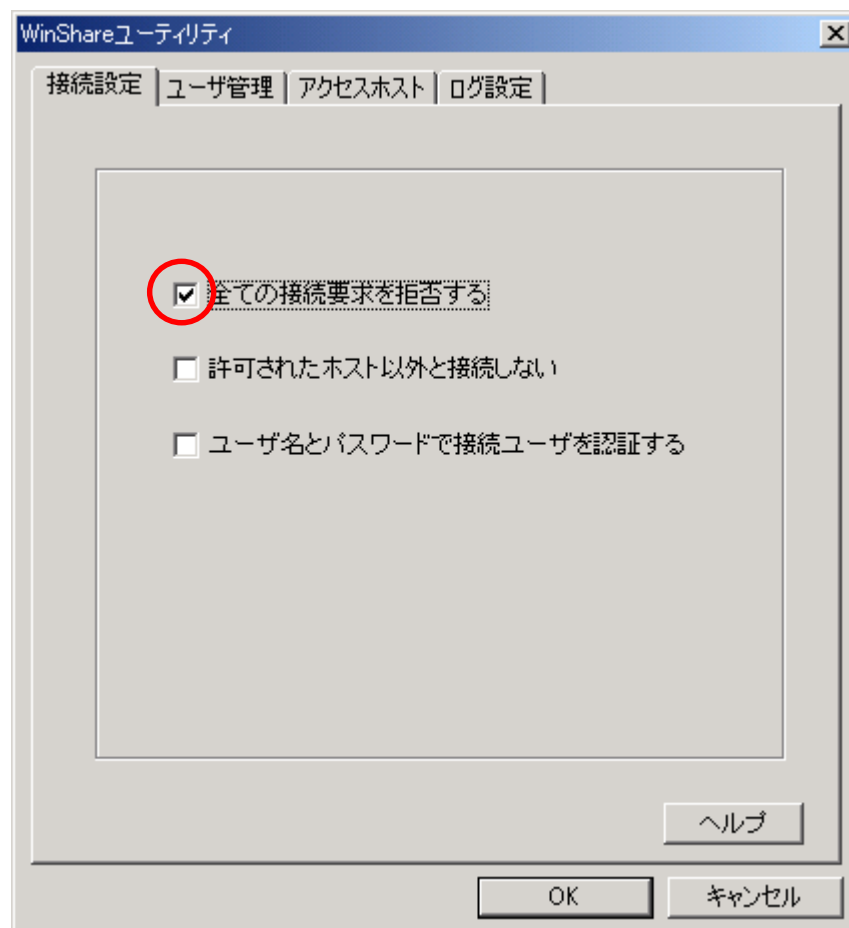 WinShareユーティリティ
接続設定 ユーザ管理 アクセスホスト ログ設定
全ての接続要求を拒否する
許可されたホスト以外と接続しない
ユーザ名とパスワードで接続ユーザを認証する
ヘルプ
OK キャンセル